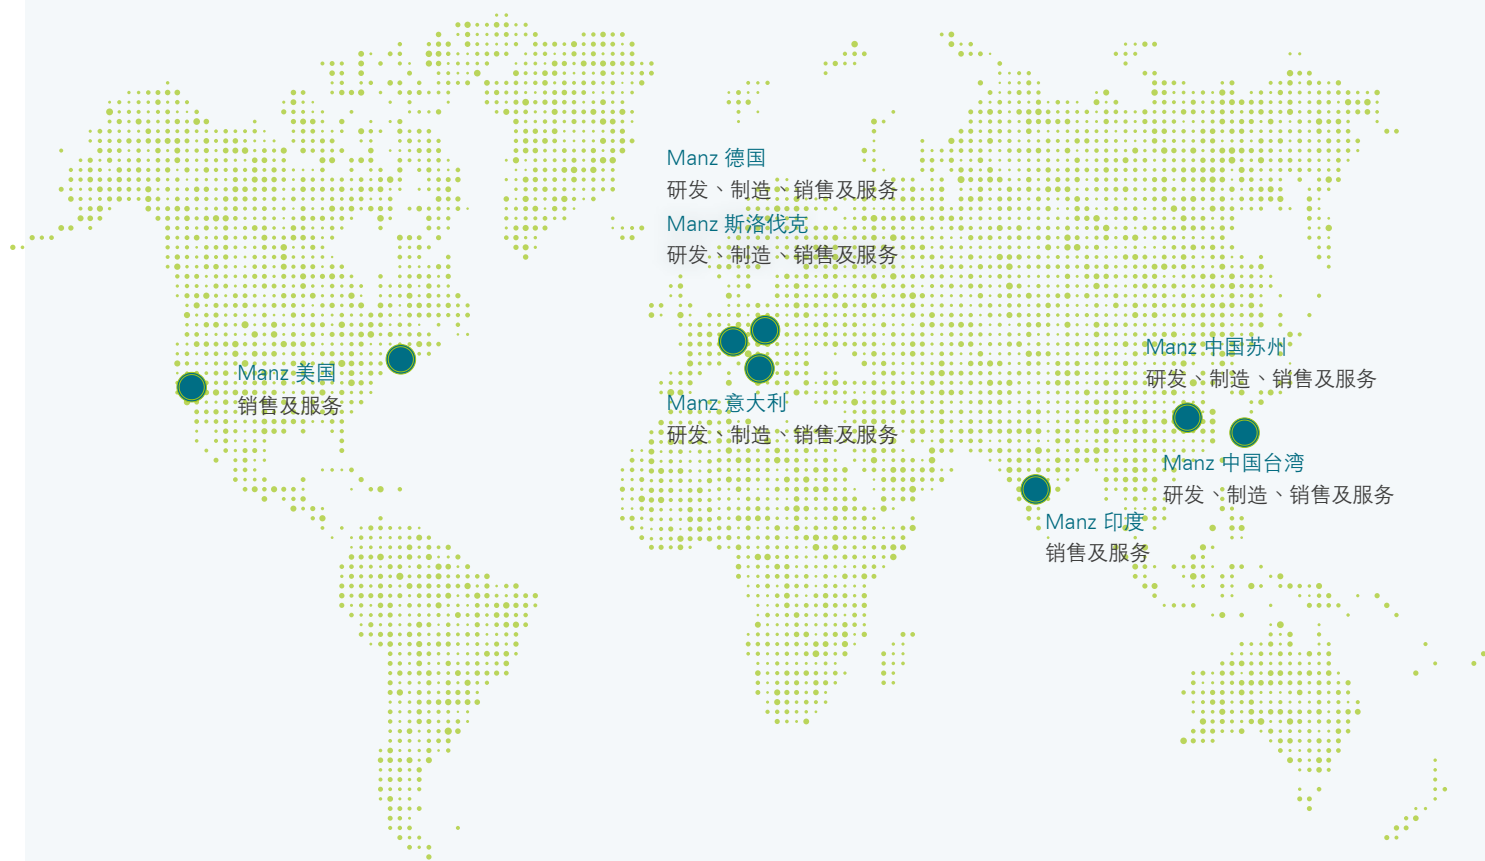 Manz 德国
研发、制造、销售及服务
Manz 斯洛伐克
研发、制造、销售及服务
Manz 美国
销售及服务
Manz 意大利
研发、制造、销售及服务
Manz 中国苏州
研发、制造、销售及服务
Manz 中国台湾
研发、制造、销售及服务
Manz 印度
销售及服务